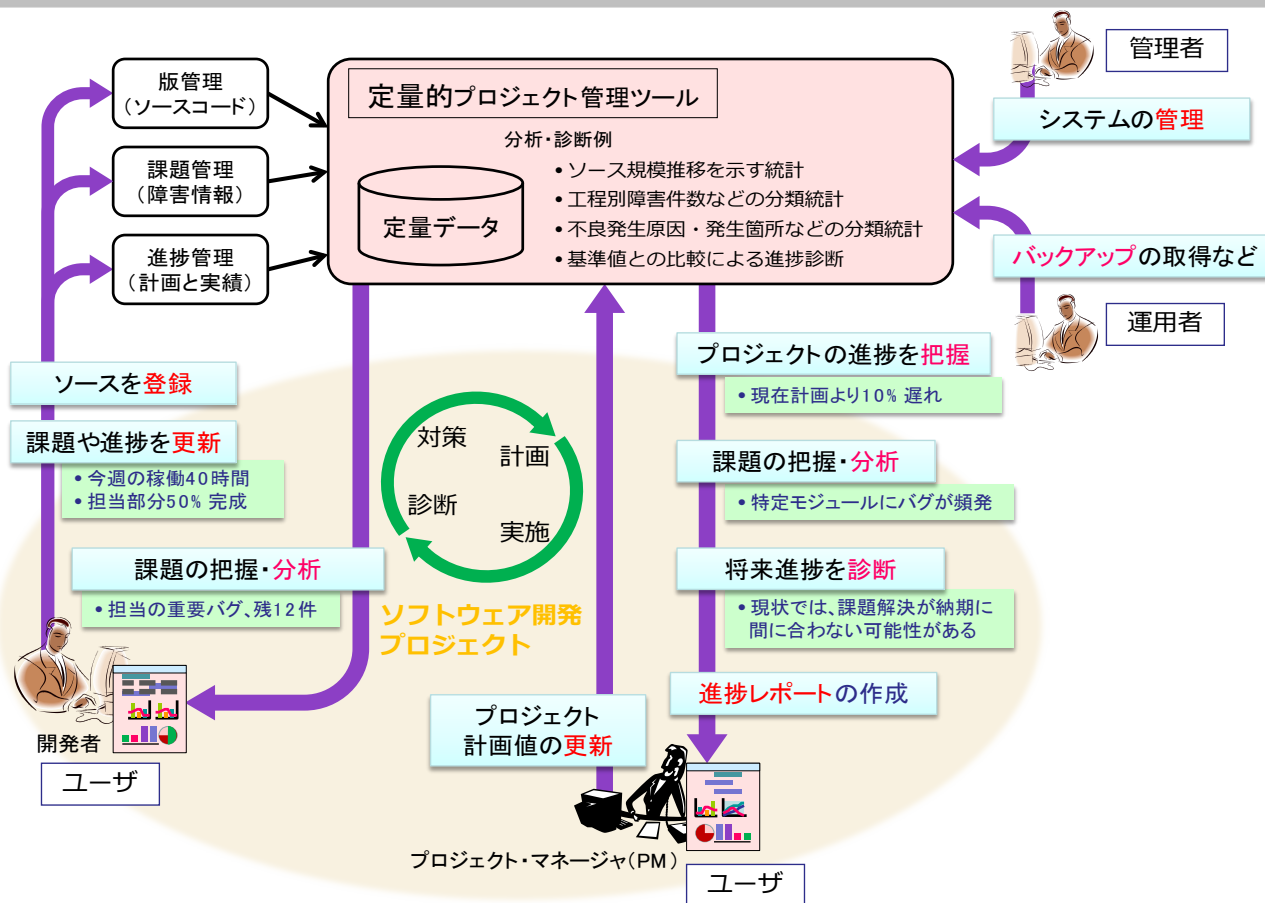 管理者
システムの管理
バックアップの取得など
運用者
版管理
（ソースコード）
課題管理
（障害情報）
進捗管理
（計画と実績）
定量的プロジェクト管理ツール
分析・診断例
定量データ
•ソース規模推移を示す統計
•工程別障害件数などの分類統計
•不良発生原因・発生箇所などの分類統計
•基準値との比較による進捗診断
ソースを登録
課題や進捗を更新
•今週の稼働40時間
•担当部分50% 完成
課題の把握・分析
•担当の重要バグ、残12件
対策
計画
診断
実施
ソフトウェア開発
プロジェクト
プロジェクトの進捗を把握
•現在計画より10% 遅れ
課題の把握・分析
•特定モジュールにバグが頻発
将来進捗を診断
•現状では、課題解決が納期に
間に合わない可能性がある
進捗レポートの作成
プロジェクト
計画値の更新
開発者
ユーザ
プロジェクト・マネージャ（PM）
ユーザ